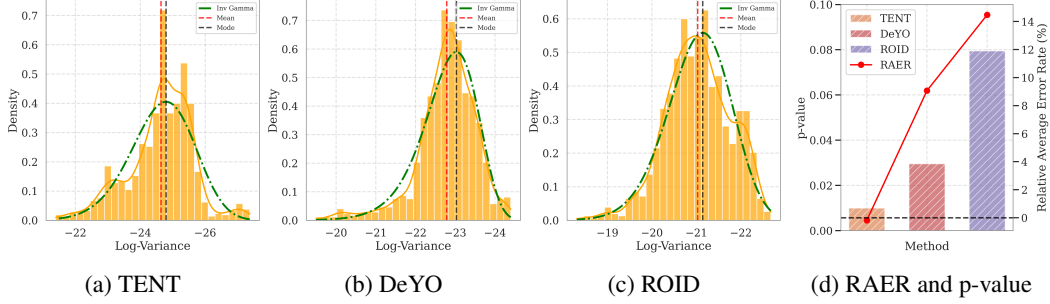 Inv Gamma
Mean
Mode
Density
0.7
0.6
0.5
0.4
0.3
0.2
0.1
0.0
−22
−24
−26
Log-Variance
(a) TENT
Inv Gamma
Mean
Mode
Density
0.7
0.6
0.5
0.4
0.3
0.2
0.1
0.0
−20
−21
−22
−23
−24
Log-Variance
(b) DeYO
Inv Gamma
Mean
Mode
Density
0.6
0.5
0.4
0.3
0.2
0.1
0.0
−19
−20
−21
−22
Log-Variance
(c) ROID
TENT
DeYO
ROID
RAER
p-value
0.10
0.08
0.06
0.04
0.02
0.00
Method
14
12
10
8
6
4
2
0
Relative Average Error Rate (%)
(d) RAER and p-value